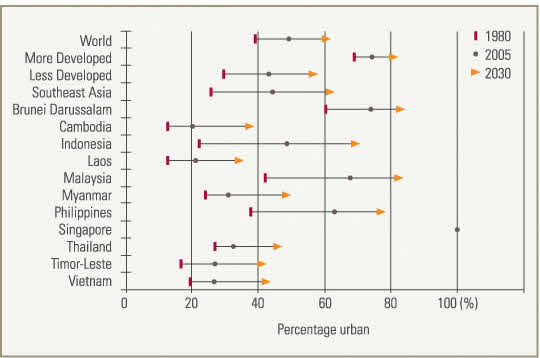 World
More Developed
Less Developed
Southeast Asia
Brunei Darussalam
Cambodia
Indonesia
Laos
Malaysia
Myanmar
Philippines
Singapore
Thailand
Timor-Leste
Vietnam
1980
2005
2030
0 20 40 60 80 100 (%)
Percentage urban